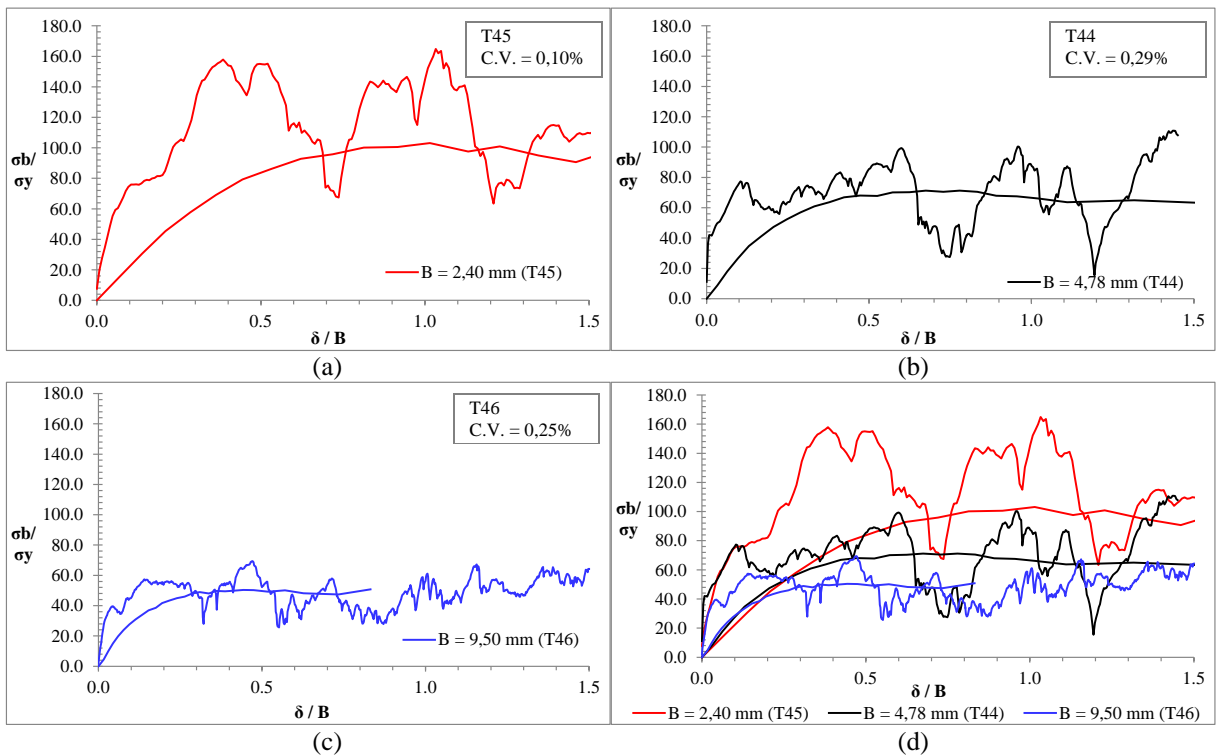 180.0
160.0
140.0
120.0
100.0
80.0
60.0
40.0
20.0
0.0
σb/
σy
T45
C.V. = 0,10%
B = 2,40 mm (T45)
0.0 0.5 1.0 1.5
δ / B
(a)
180.0
160.0
140.0
120.0
100.0
80.0
60.0
40.0
20.0
0.0
σb/
σy
T44
C.V. = 0,29%
B = 4,78 mm (T44)
0.0 0.5 1.0 1.5
δ / B
(b)
180.0
160.0
140.0
120.0
100.0
80.0
60.0
40.0
20.0
0.0
σb/
σy
T46
C.V. = 0,25%
B = 9,50 mm (T46)
0.0 0.5 1.0 1.5
δ / B
(c)
180.0
160.0
140.0
120.0
100.0
80.0
60.0
40.0
20.0
0.0
σb/
σy
0.0 0.5 1.0 1.5
δ / B
B = 2,40 mm (T45) B = 4,78 mm (T44) B = 9,50 mm (T46)
(d)